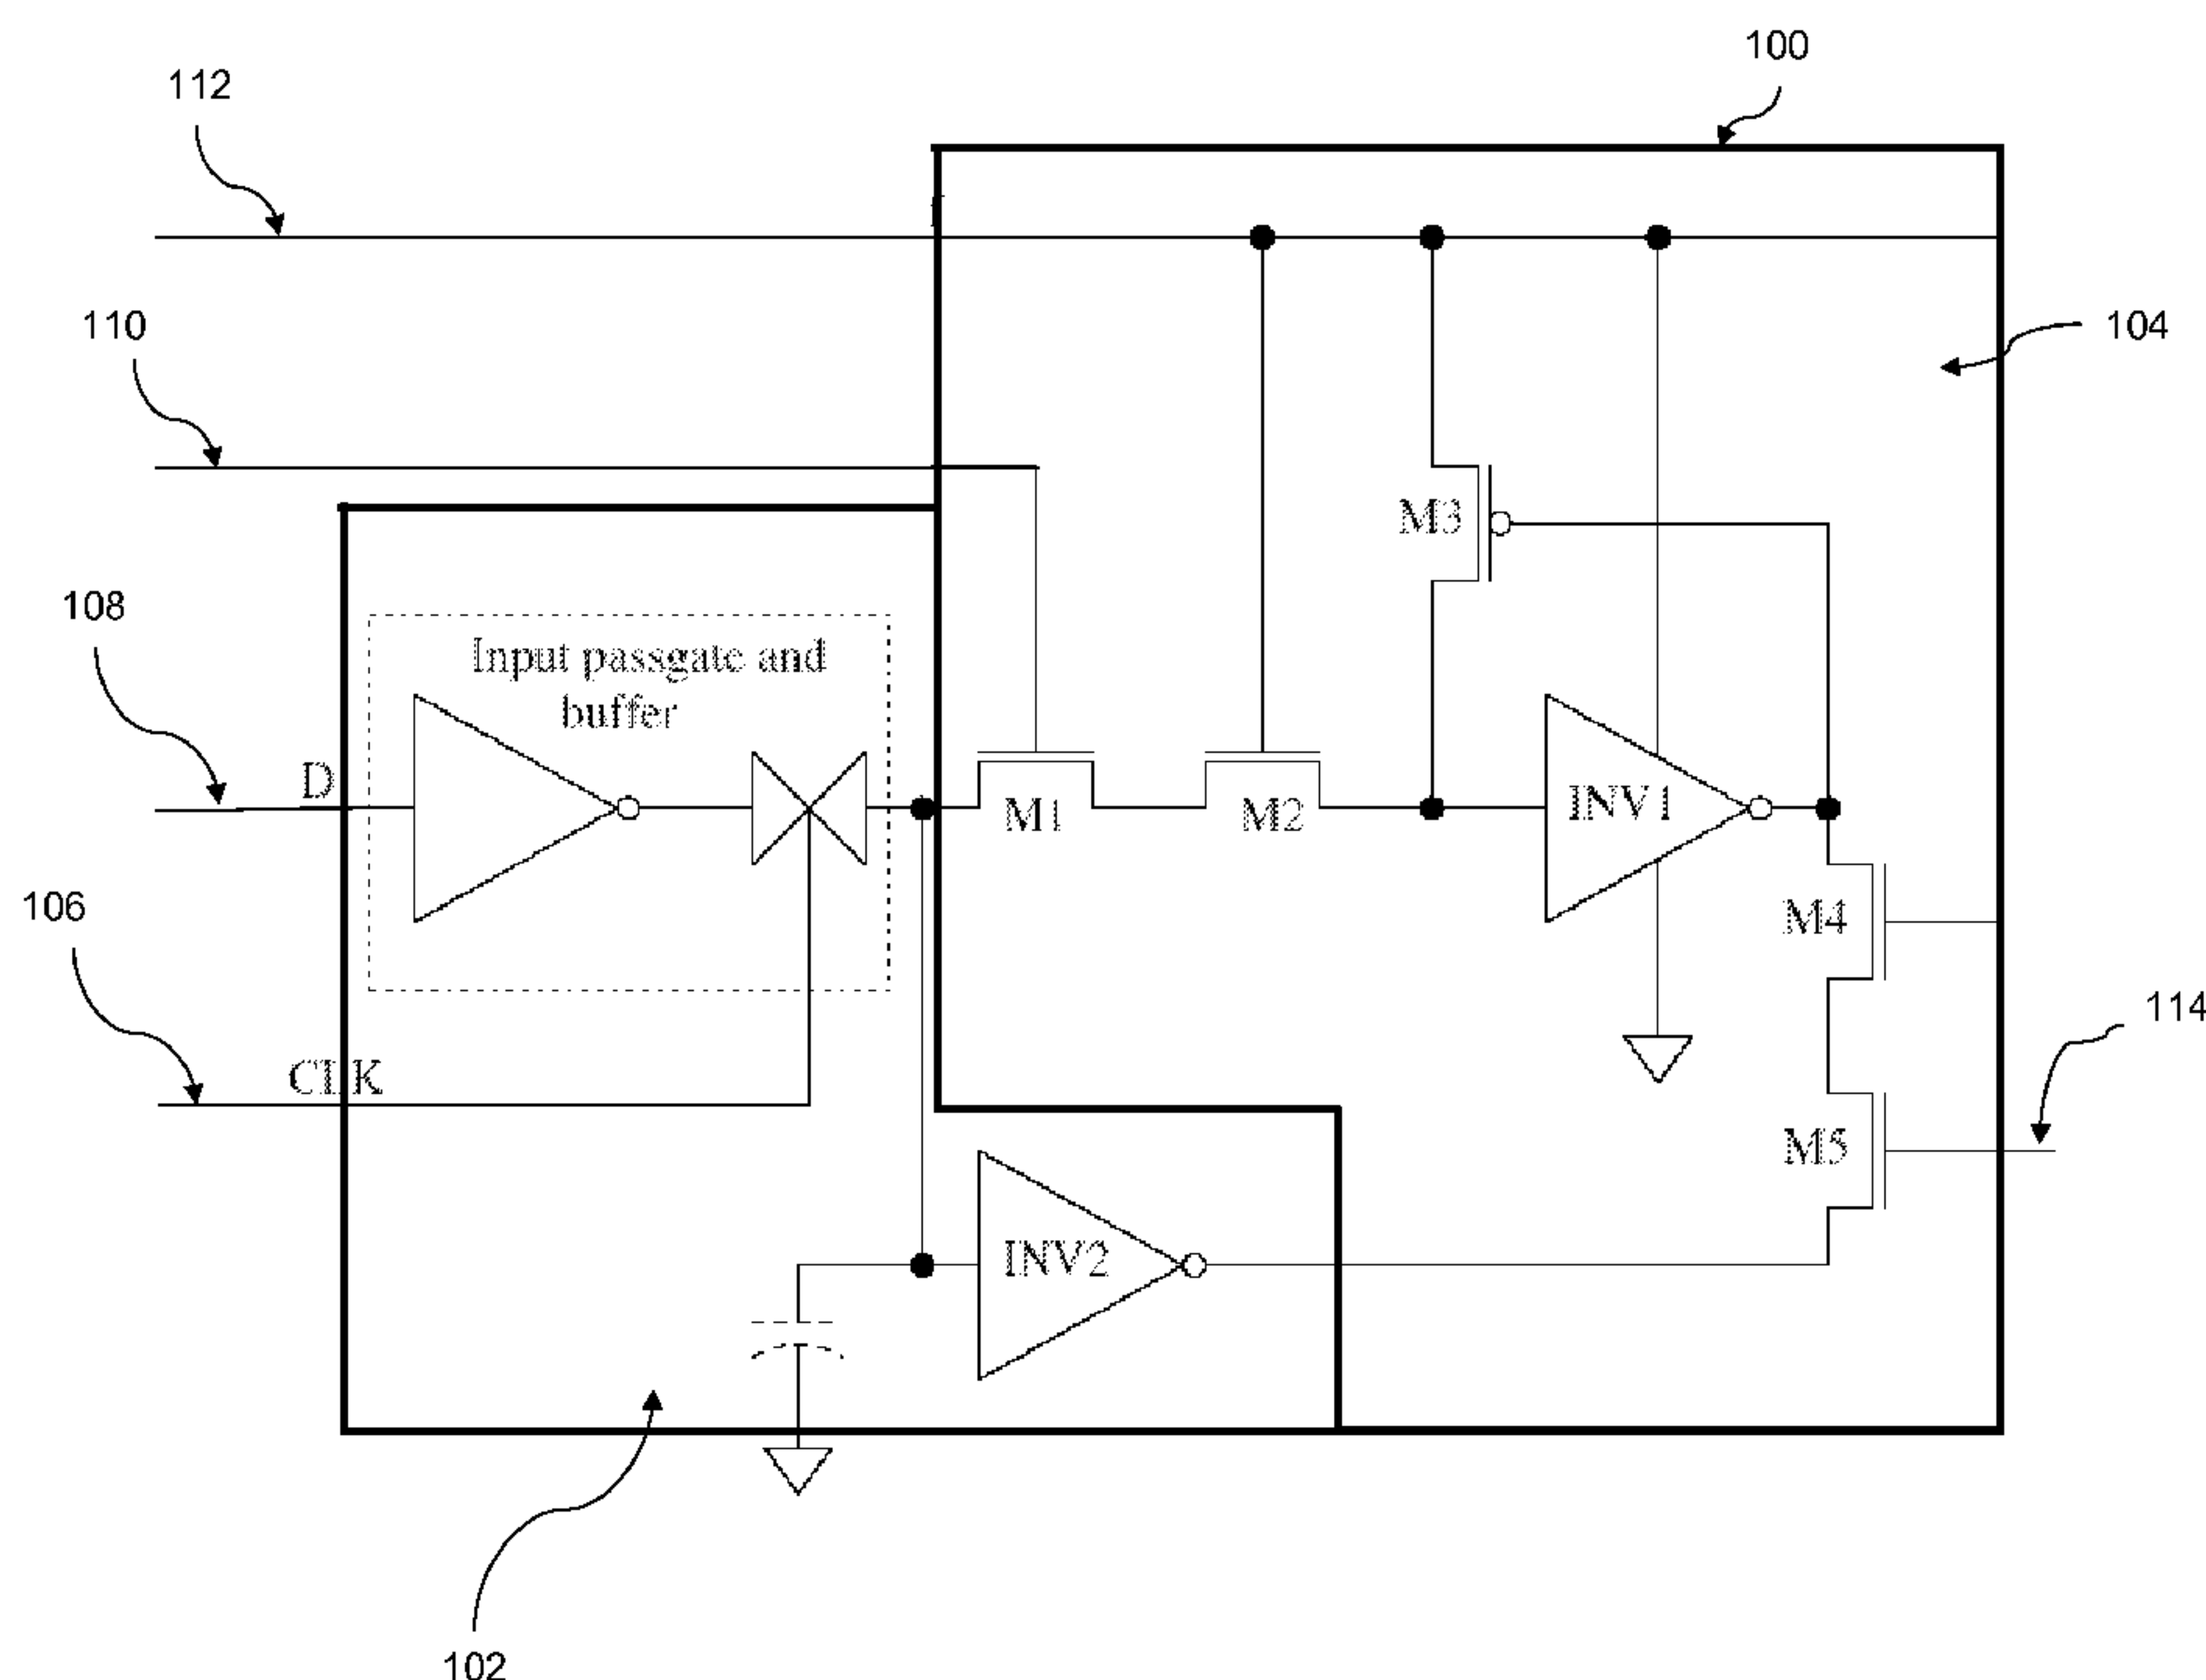 100
112
110
104
M3
108
Input passgate and
buffer
D
M1
M2
INV1
106
M4
114
CLK
M5
INV2
102